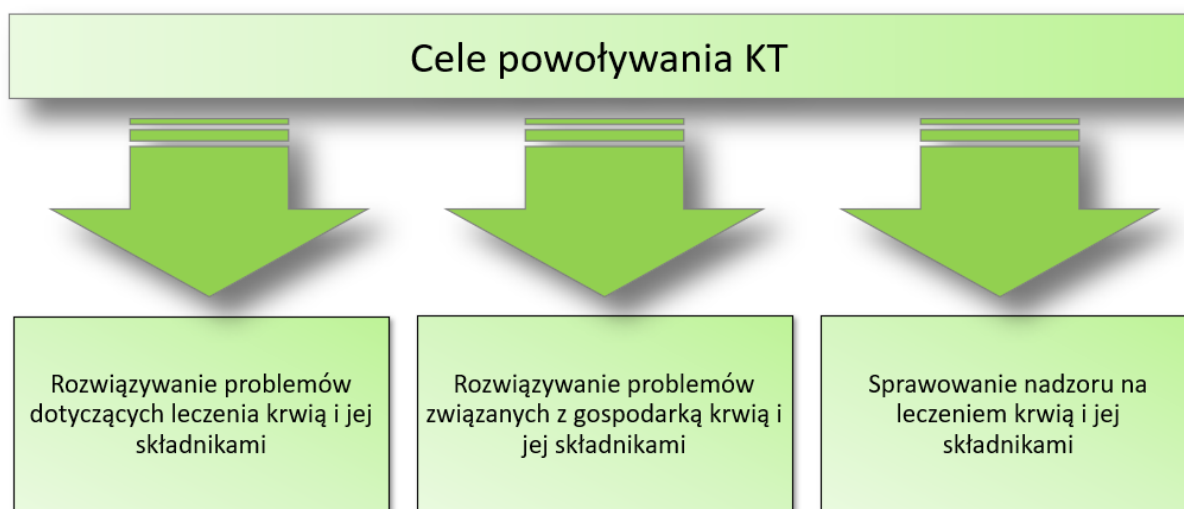 Cele powoływania KT
Rozwiązywanie problemów
dotyczących leczenia krwią i jej
składnikami
Rozwiązywanie problemów
związanych z gospodarką krwią i
jej składnikami
Sprawowanie nadzoru na
leczeniem krwią i jej
składnikami